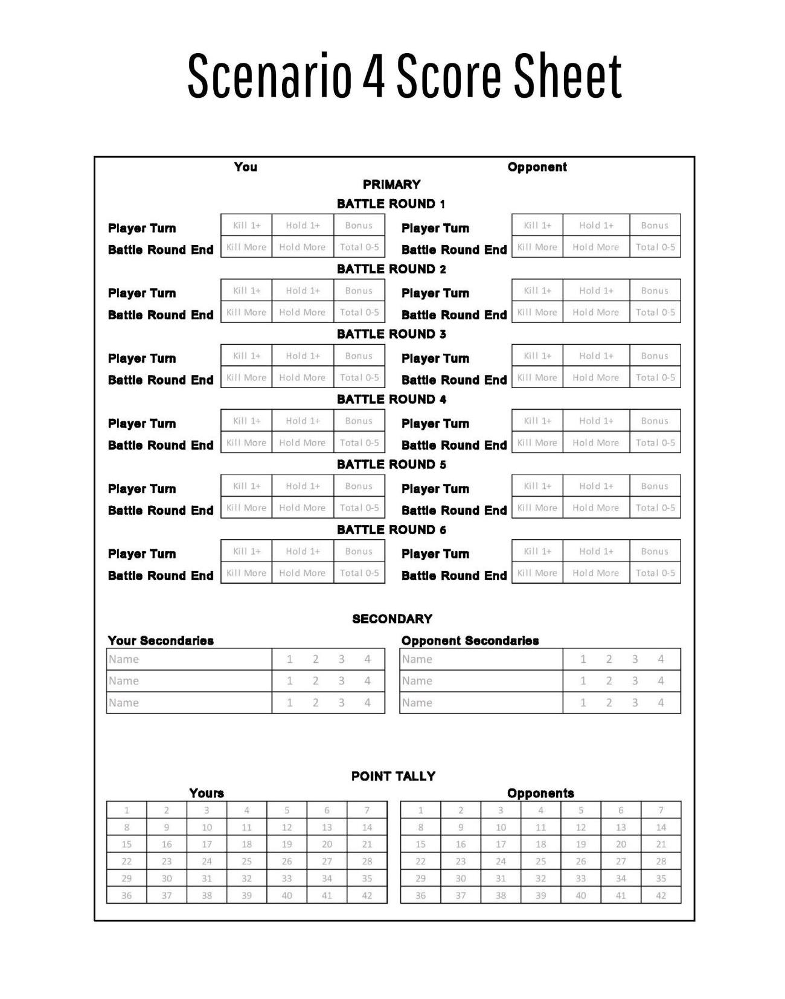 Scenario 4 Score Sheet
You Opponent
PRIMARY
BATTLE ROUND 1
Player Turn Kill 1+ Hold 1+ Bonus Player Turn Kill 1+ Hold 1+ Bonus
Battle Round End Kill More Hold More Total 0-5 Battle Round End Kill More Hold More Total 0-5
BATTLE ROUND 2
Player Turn Kill 1+ Hold 1+ Bonus Player Turn Kill 1+ Hold 1+ Bonus
Battle Round End Kill More Hold More Total 0-5 Battle Round End Kill More Hold More Total 0-5
BATTLE ROUND 3
Player Turn Kill 1+ Hold 1+ Bonus Player Turn Kill 1+ Hold 1+ Bonus
Battle Round End Kill More Hold More Total 0-5 Battle Round End Kill More Hold More Total 0-5
BATTLE ROUND 4
Player Turn Kill 1+ Hold 1+ Bonus Player Turn Kill 1+ Hold 1+ Bonus
Battle Round End Kill More Hold More Total 0-5 Battle Round End Kill More Hold More Total 0-5
BATTLE ROUND 5
Player Turn Kill 1+ Hold 1+ Bonus Player Turn Kill 1+ Hold 1+ Bonus
Battle Round End Kill More Hold More Total 0-5 Battle Round End Kill More Hold More Total 0-5
BATTLE ROUND 6
Player Turn Kill 1+ Hold 1+ Bonus Player Turn Kill 1+ Hold 1+ Bonus
Battle Round End Kill More Hold More Total 0-5 Battle Round End Kill More Hold More Total 0-5
SECONDARY
Your Secondaries Opponent Secondaries
Name 1 2 3 4 Name 1 2 3 4
Name 1 2 3 4 Name 1 2 3 4
Name 1 2 3 4 Name 1 2 3 4
POINT TALLY
Yours Opponents
1 2 3 4 5 6 7 1 2 3 4 5 6 7
8 9 10 11 12 13 14 8 9 10 11 12 13 14
15 16 17 18 19 20 21 15 16 17 18 19 20 21
22 23 24 25 26 27 28 22 23 24 25 26 27 28
29 30 31 32 33 34 35 29 30 31 32 33 34 35
36 37 38 39 40 41 42 36 37 38 39 40 41 42